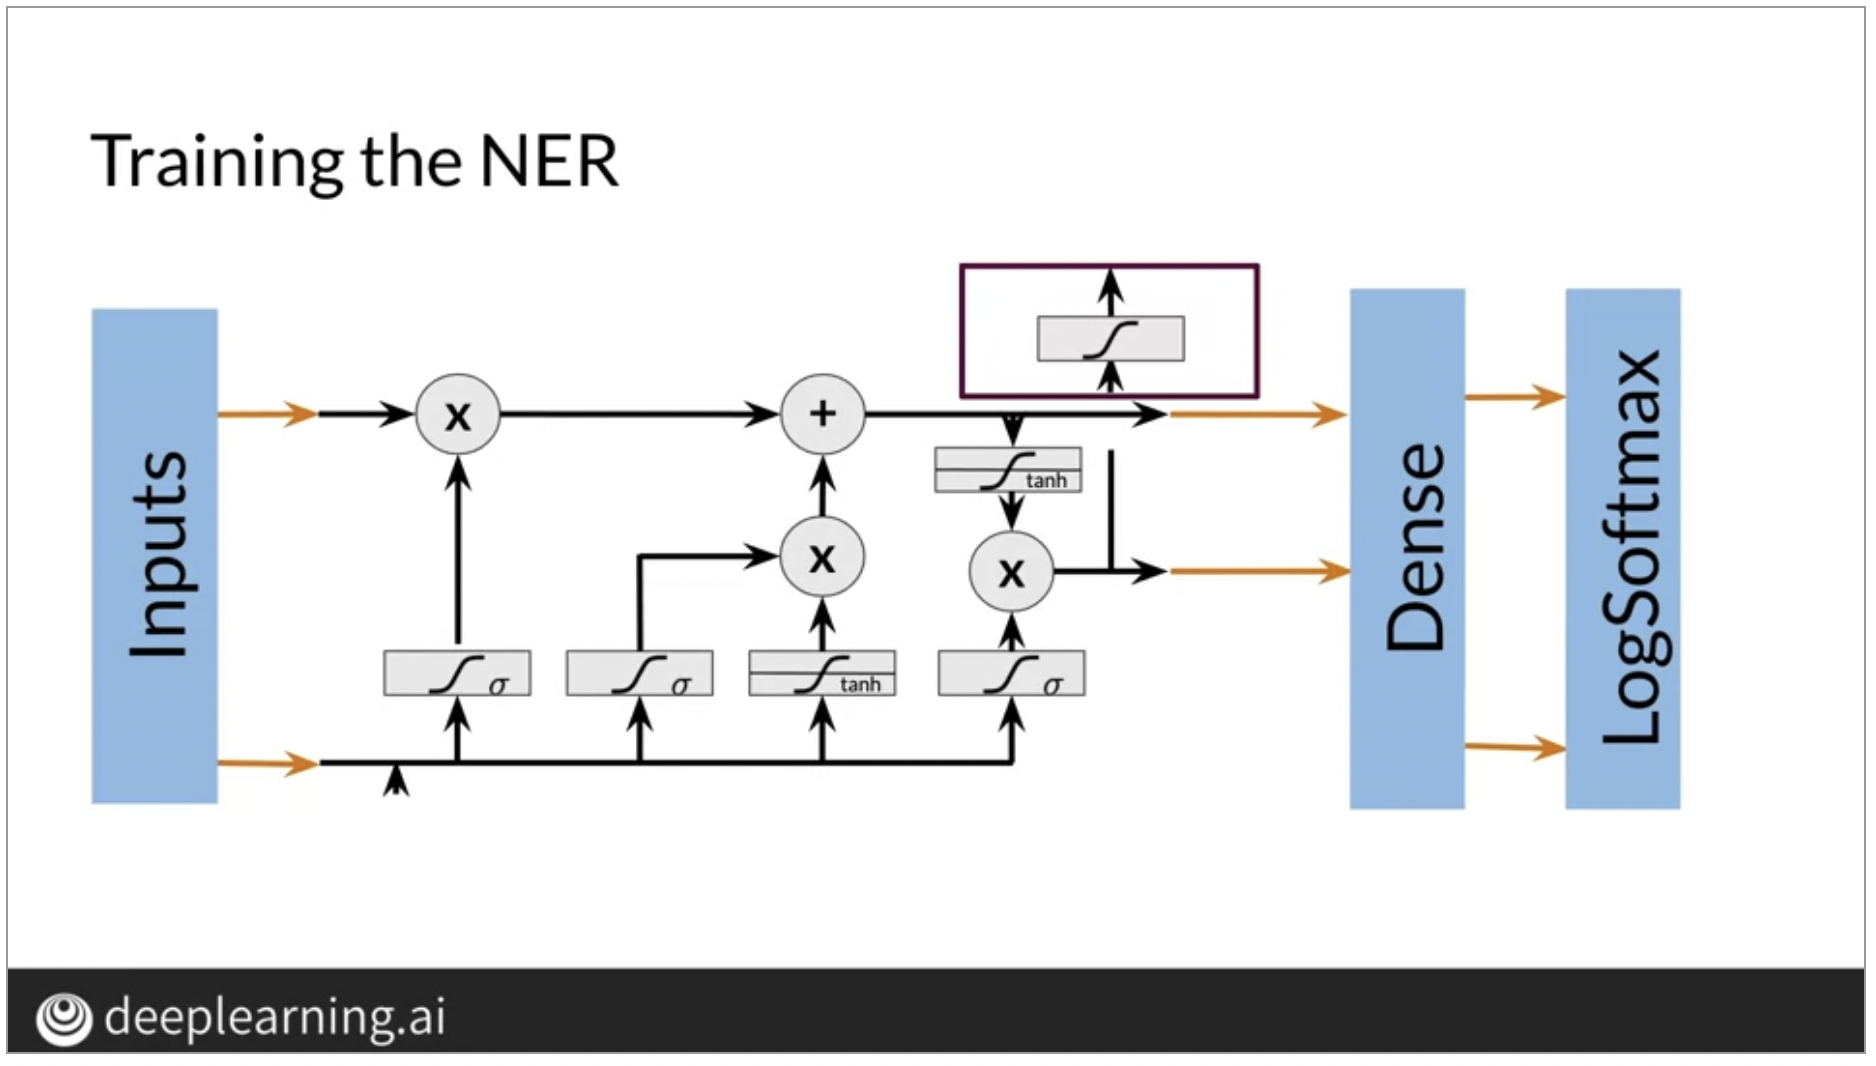 Training the NER
Inputs
x
+
x
tanh
x
σ
σ
tanh
σ
Dense
LogSoftmax
deeplearning.ai